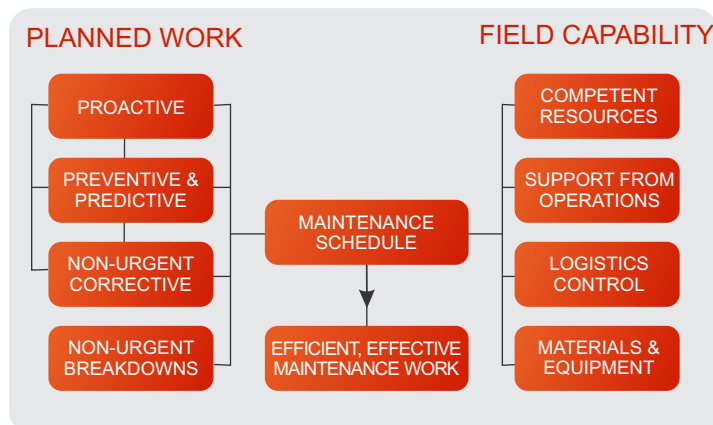 PLANNED WORK
PROACTIVE
PREVENTIVE &
PREDICTIVE
NON-URGENT
CORRECTIVE
NON-URGENT
BREAKDOWNS
MAINTENANCE
SCHEDULE
EFFICIENT, EFFECTIVE
MAINTENANCE WORK
FIELD CAPABILITY
COMPETENT
RESOURCES
SUPPORT FROM
OPERATIONS
LOGISTICS
CONTROL
MATERIALS &
EQUIPMENT